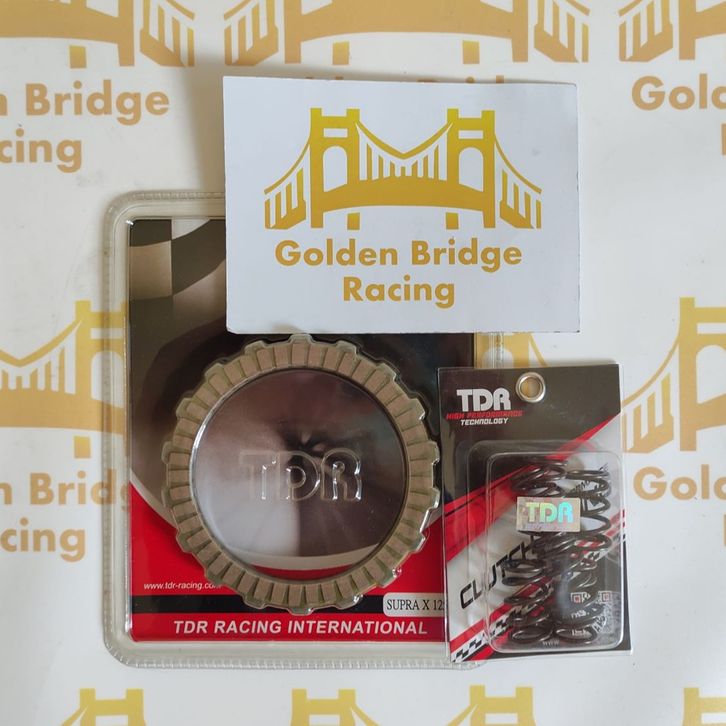 Golden Bridge
Racing
Golden Bridge
Racing
TDR
HIGH PERFORMANCE
TECHNOLOGY
TDR
TDR
CLUTCH
www.tdr-racing.com
SUPRA X 12
TDR RACING INTERNATIONAL
Golden Bridge
Racing